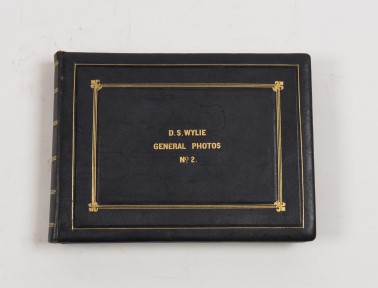 D.S. WYLIE
GENERAL PHOTOS
Nº 2.